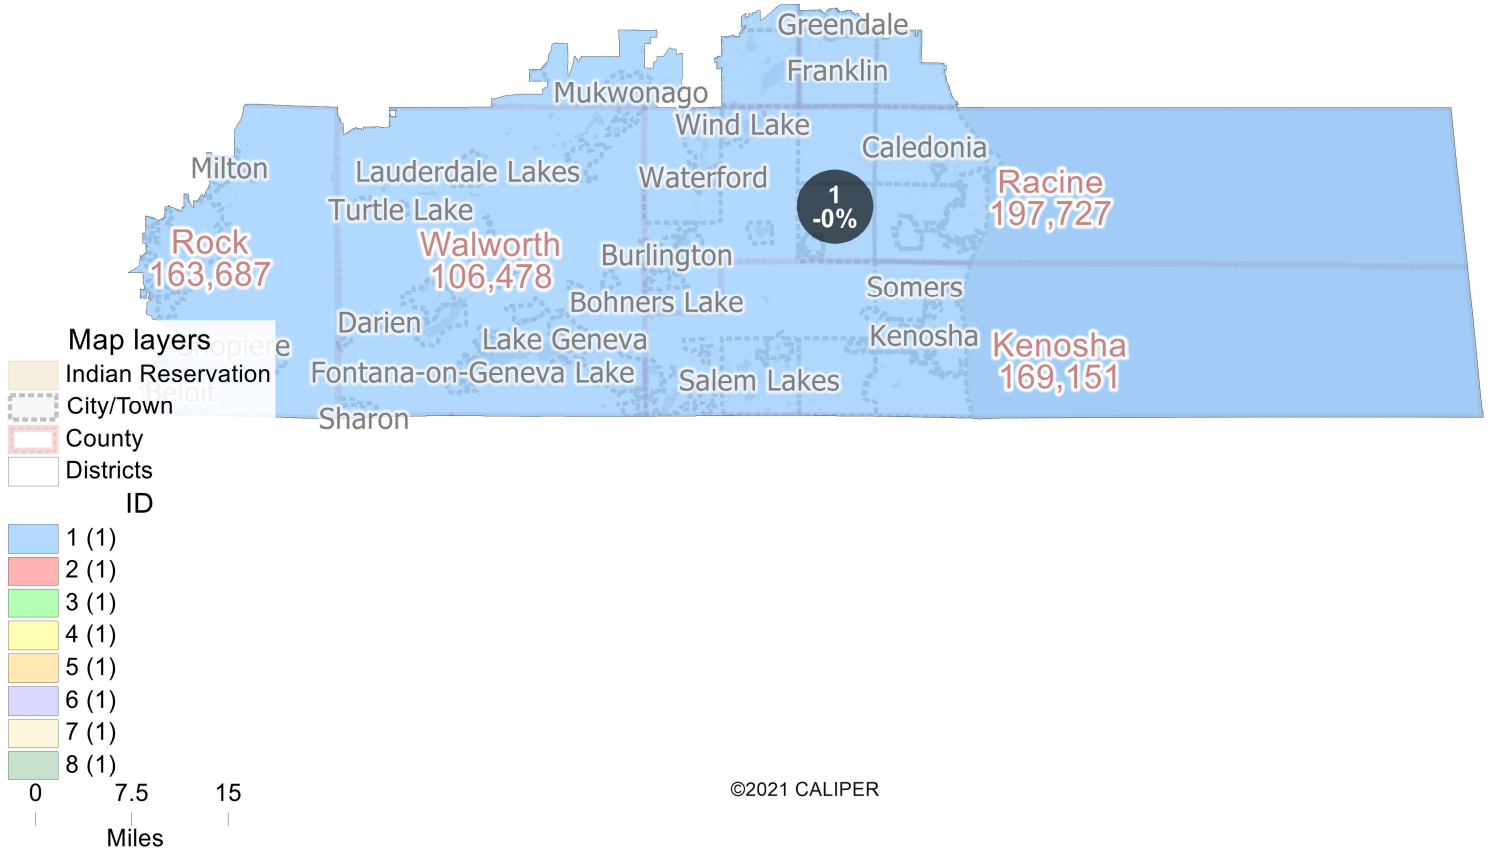 Greendale
Franklin
Mukwonago
Wind Lake
Caledonia
Milton
Lauderdale Lakes
Waterford
Racine
197,727
1
-0%
Turtle Lake
Rock
163,687
Walworth
106,478
Burlington
Somers
Bohners Lake
Darien
Lake Geneva
Kenosha
Kenosha
169,151
Shopiere
Fontana-on-Geneva Lake
Salem Lakes
Beloit
Sharon
Map layers
Indian Reservation
City/Town
County
Districts
ID
1 (1)
2 (1)
3 (1)
4 (1)
5 (1)
6 (1)
7 (1)
8 (1)
0 7.5 15
Miles
©2021 CALIPER